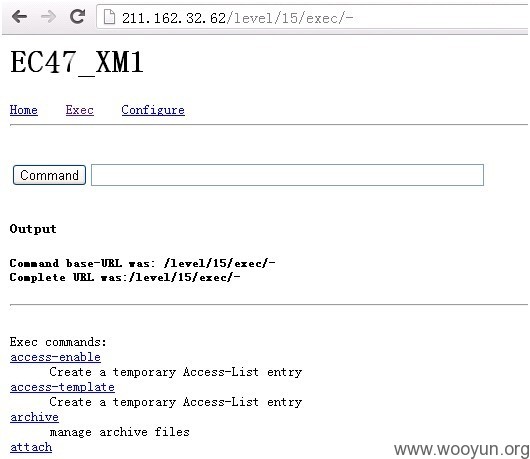 211.162.32.62/level/15/exec/-
EC47_XM1
Home Exec Configure
Command
Output
Command base-URL was: /level/15/exec/-
Complete URL was:/level/15/exec/-
Exec commands:
access-enable
Create a temporary Access-List entry
access-template
Create a temporary Access-List entry
archive
manage archive files
attach
www.wooyun.org